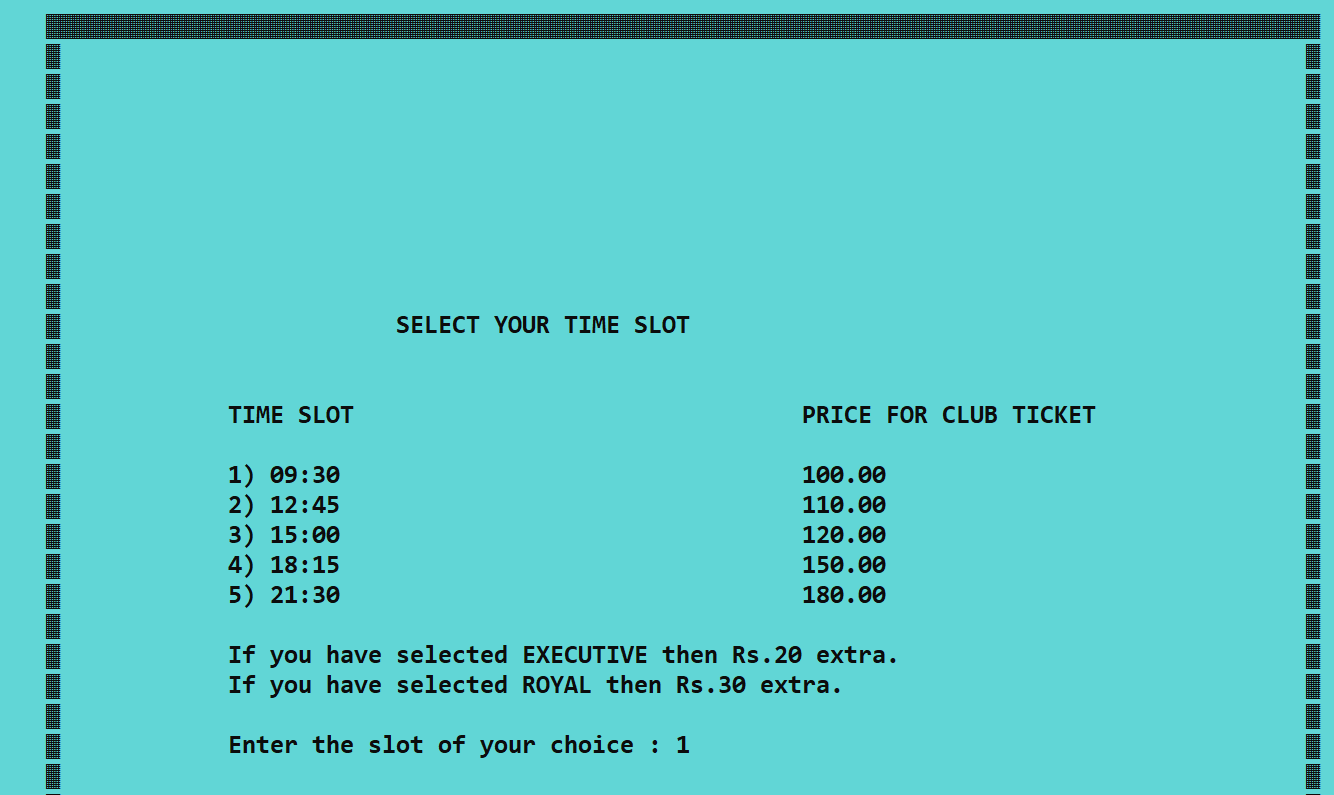 SELECT YOUR TIME SLOT
TIME SLOT PRICE FOR CLUB TICKET
1) 09:30 100.00
2) 12:45 110.00
3) 15:00 120.00
4) 18:15 150.00
5) 21:30 180.00
If you have selected EXECUTIVE then Rs.20 extra.
If you have selected ROYAL then Rs.30 extra.
Enter the slot of your choice : 1